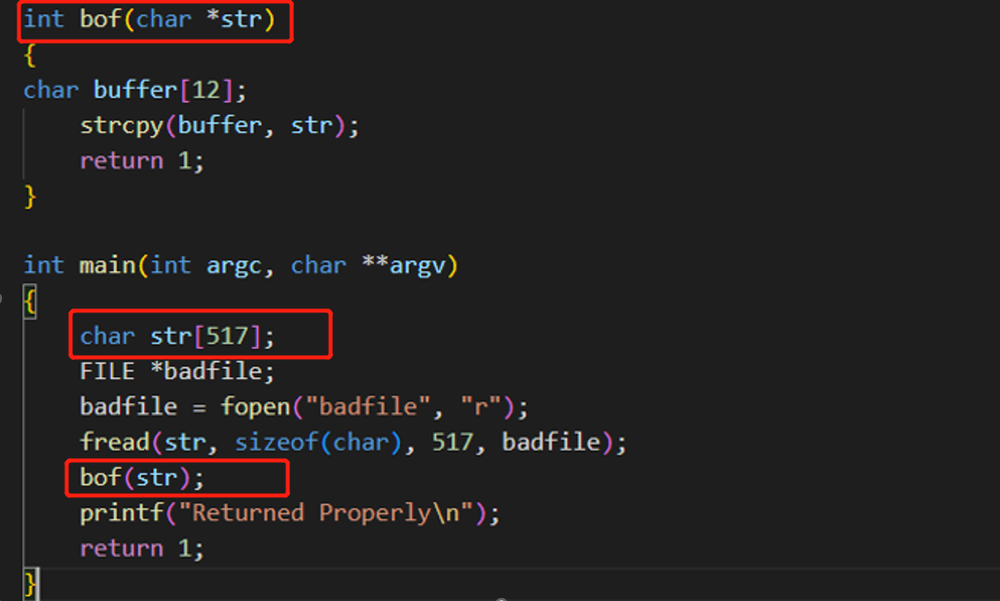 int bof(char *str)
{
char buffer[12];
    strcpy(buffer, str);
    return 1;
}

int main(int argc, char **argv)
{
    char str[517];
    FILE *badfile;
    badfile = fopen("badfile", "r");
    fread(str, sizeof(char), 517, badfile);
    bof(str);
    printf("Returned Properly\n");
    return 1;
}